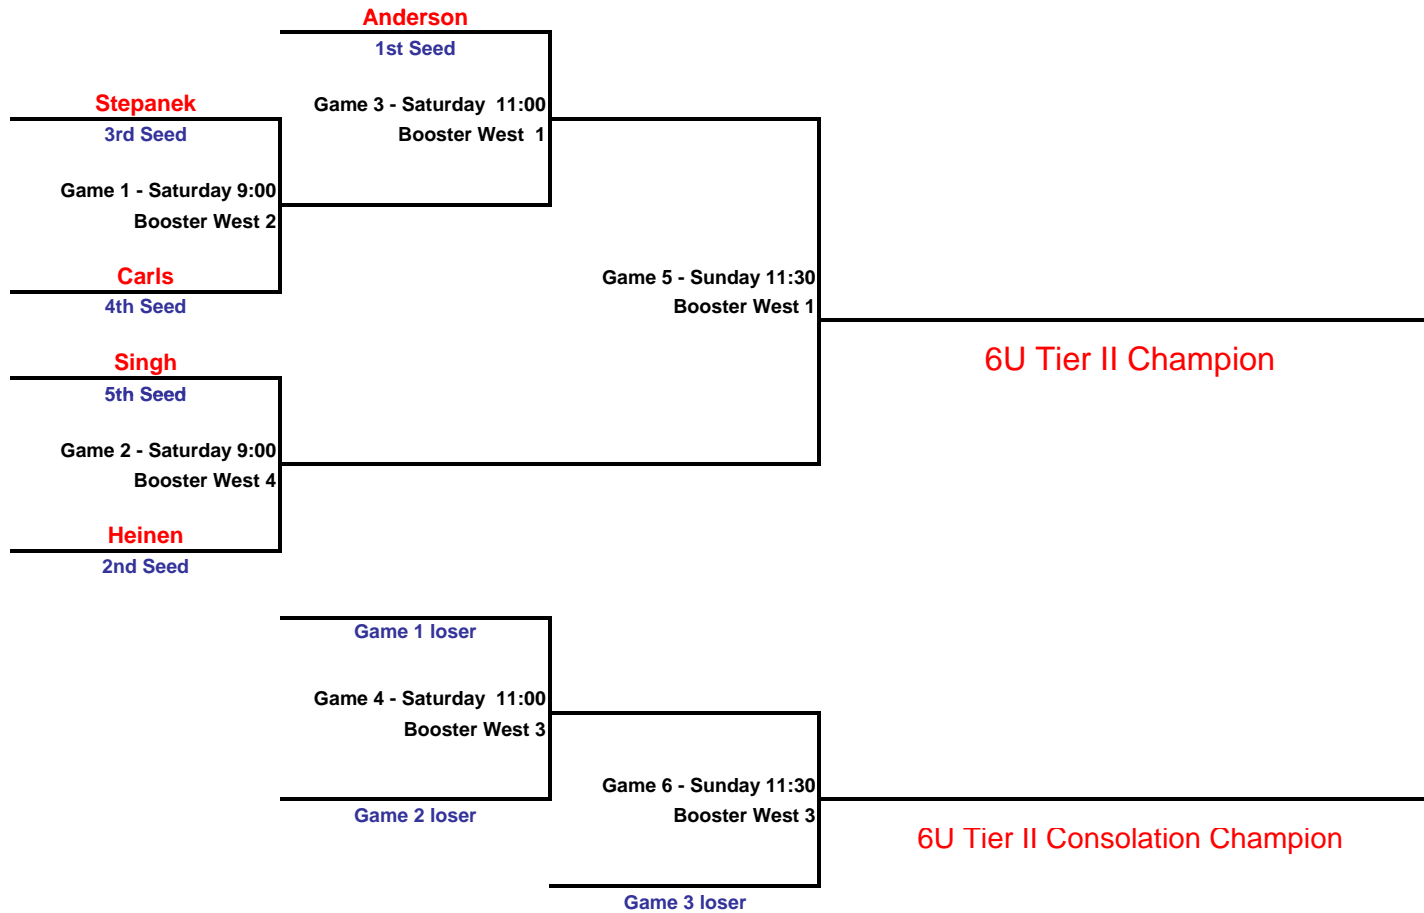 Anderson
1st Seed
Stepanek
3rd Seed
Game 3 - Saturday  11:00
Booster West  1
Game 1 - Saturday 9:00
Booster West 2
Carls
4th Seed
Game 5 - Sunday 11:30
Booster West 1
6U Tier II Champion
Singh
5th Seed
Game 2 - Saturday 9:00
Booster West 4
Heinen
2nd Seed
Game 1 loser
Game 4 - Saturday  11:00
Booster West 3
Game 2 loser
Game 6 - Sunday 11:30
Booster West 3
6U Tier II Consolation Champion
Game 3 loser